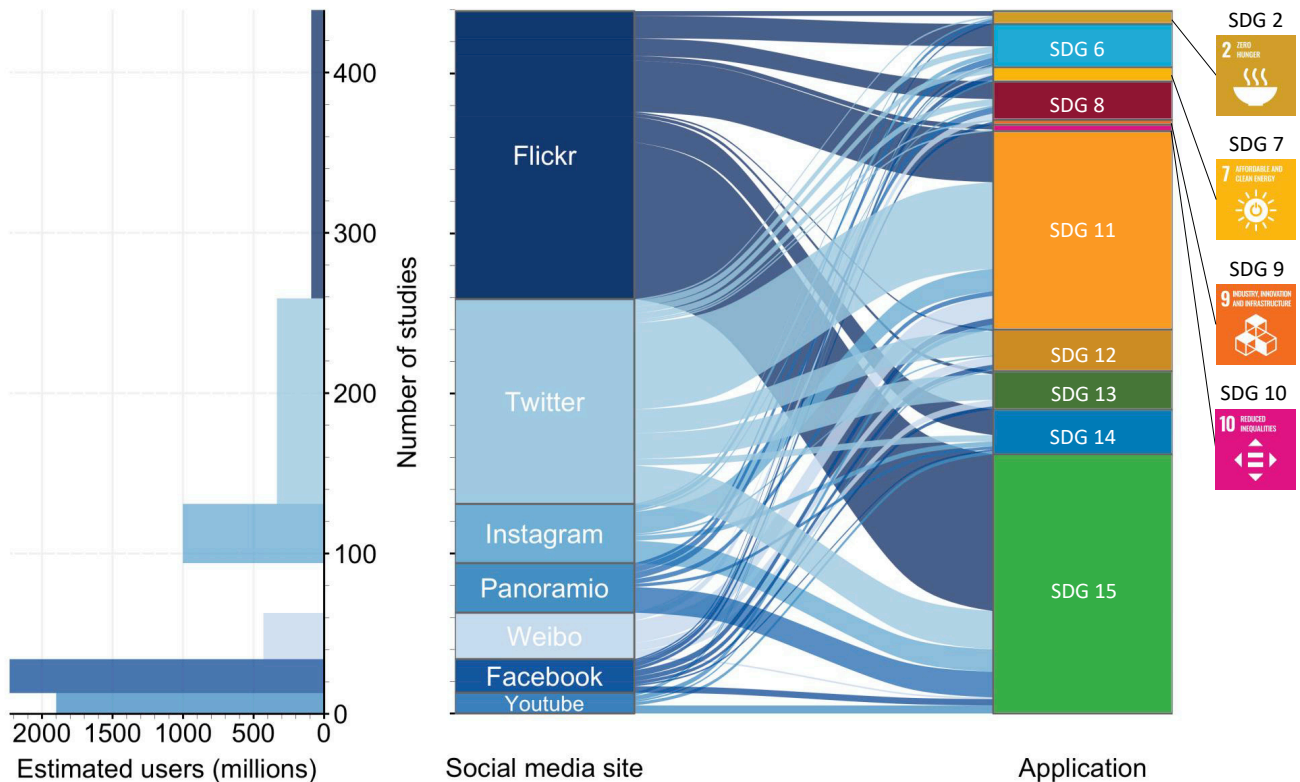 400
300
200
100
0
2000 1500 1000 500 0
Estimated users (millions)
Number of studies
Flickr
Twitter
Instagram
Panoramio
Weibo
Facebook
Youtube
Social media site
SDG 6
SDG 8
SDG 11
SDG 12
SDG 13
SDG 14
SDG 15
Application
SDG 2
2 ZERO
HUNGER
SDG 7
7 AFFORDABLE AND
CLEAN ENERGY
SDG 9
9 INDUSTRY, INNOVATION
AND INFRASTRUCTURE
SDG 10
10 REDUCED
INEQUALITIES